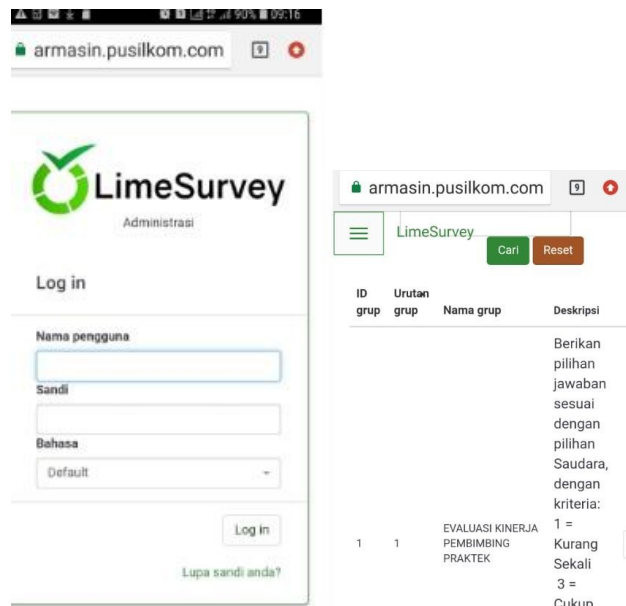 90% 09:16
armasin.pusilkom.com 9
LimeSurvey
Administrasi
Log in
Nama pengguna
Sandi
Bahasa
Default
Log in
Lupa sandi anda?
armasin.pusilkom.com 9
LimeSurvey
Cari Reset
ID grup
Urutan grup
Nama grup
Deskripsi
1
1
EVALUASI KINERJA
PEMBIMBING
PRAKTEK
Berikan
pilihan
jawaban
sesuai
dengan
pilihan
Saudara,
dengan
kriteria:
1 =
Kurang
Sekali
3 =
Cukup